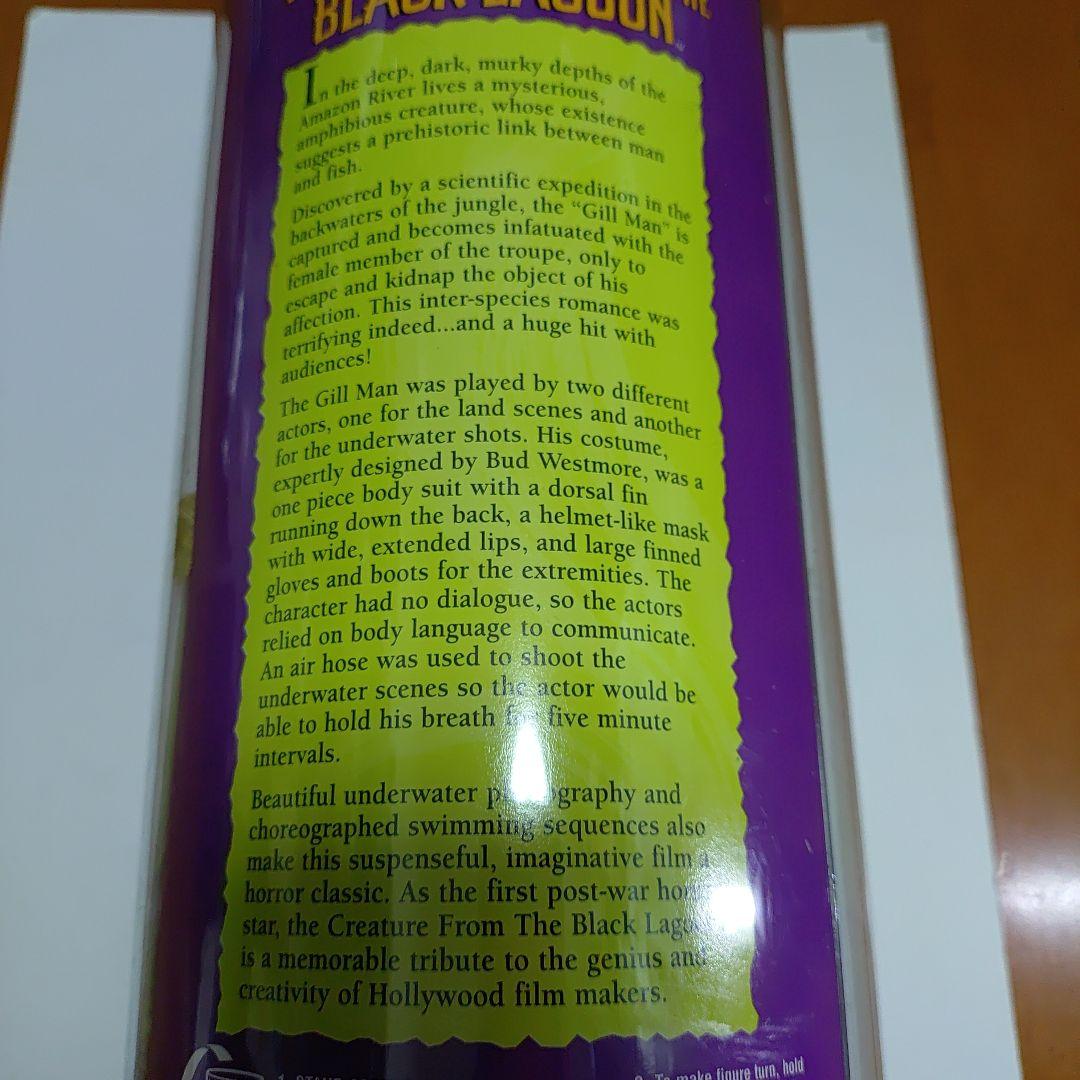 BLACK LAGOON
In the deep, dark, murky depths of the
Amazon River lives a mysterious,
amphibious creature, whose existence
suggests a prehistoric link between man
and fish.
Discovered by a scientific expedition in the
backwaters of the jungle, the “Gill Man” is
captured and becomes infatuated with the
female member of the troupe, only to
escape and kidnap the object of his
affection. This inter-species romance was
terrifying indeed...and a huge hit with
audiences!
The Gill Man was played by two different
actors, one for the land scenes and another
for the underwater shots. His costume,
expertly designed by Bud Westmore, was a
one piece body suit with a dorsal fin
running down the back, a helmet-like mask
with wide, extended lips, and large finned
gloves and boots for the extremities. The
character had no dialogue, so the actors
relied on body language to communicate.
An air hose was used to shoot the
underwater scenes so the actor would be
able to hold his breath for five minute
intervals.
Beautiful underwater photography and
choreographed swimming sequences also
make this suspenseful, imaginative film a
horror classic. As the first post-war horror
star, the Creature From The Black Lagoon
is a memorable tribute to the genius and
creativity of Hollywood film makers.
To make figure turn, hold